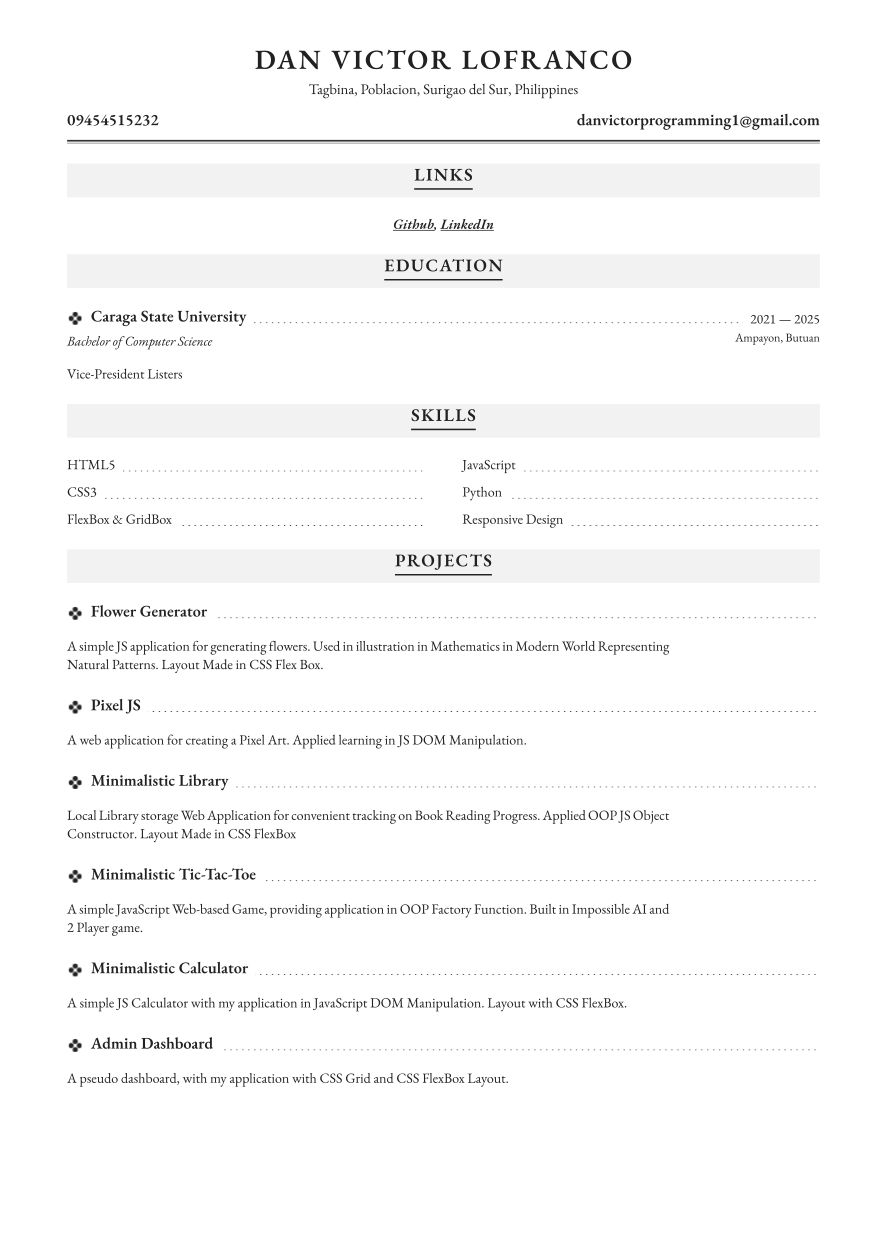 DAN VICTOR LOFRANCO
Tagbina, Poblacion, Surigao del Sur, Philippines
09454515232 danvictorprogramming1@gmail.com
LINKS
Github, LinkedIn
EDUCATION
Caraga State University 2021 — 2025
Bachelor of Computer Science Ampayon, Butuan
Vice-President Listers
SKILLS
HTML5 JavaScript
CSS3 Python
FlexBox & GridBox Responsive Design
PROJECTS
Flower Generator
A simple JS application for generating flowers. Used in illustration in Mathematics in Modern World Representing
Natural Patterns. Layout Made in CSS Flex Box.
Pixel JS
A web application for creating a Pixel Art. Applied learning in JS DOM Manipulation.
Minimalistic Library
Local Library storage Web Application for convenient tracking on Book Reading Progress. Applied OOP JS Object
Constructor. Layout Made in CSS FlexBox
Minimalistic Tic-Tac-Toe
A simple JavaScript Web-based Game, providing application in OOP Factory Function. Built in Impossible AI and
2 Player game.
Minimalistic Calculator
A simple JS Calculator with my application in JavaScript DOM Manipulation. Layout with CSS FlexBox.
Admin Dashboard
A pseudo dashboard, with my application with CSS Grid and CSS FlexBox Layout.